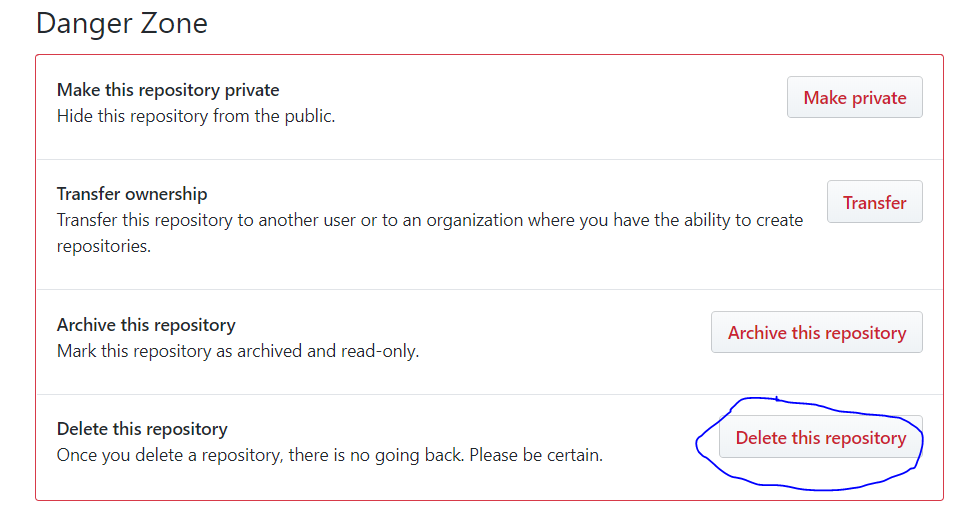 Danger Zone
Make this repository private
Hide this repository from the public.
Make private
Transfer ownership
Transfer this repository to another user or to an organization where you have the ability to create
repositories.
Transfer
Archive this repository
Mark this repository as archived and read-only.
Archive this repository
Delete this repository
Once you delete a repository, there is no going back. Please be certain.
Delete this repository